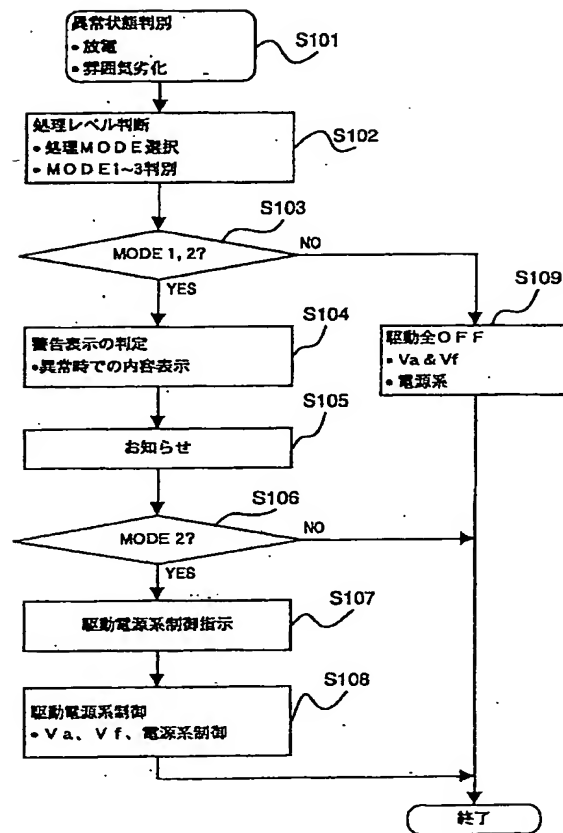 異常状態判別
•放電
•雰囲気劣化
S101
処理レベル判断
•処理MODE選択
•MODE1~3判別
S102
S103
MODE 1, 2?
NO
YES
S104
警告表示の判定
•異常時での内容表示
S109
駆動全OFF
•Va & Vf
•電源系
S105
お知らせ
S106
MODE 2?
NO
YES
S107
駆動電源系制御指示
S108
駆動電源系制御
•Va、Vf、電源系制御
終了